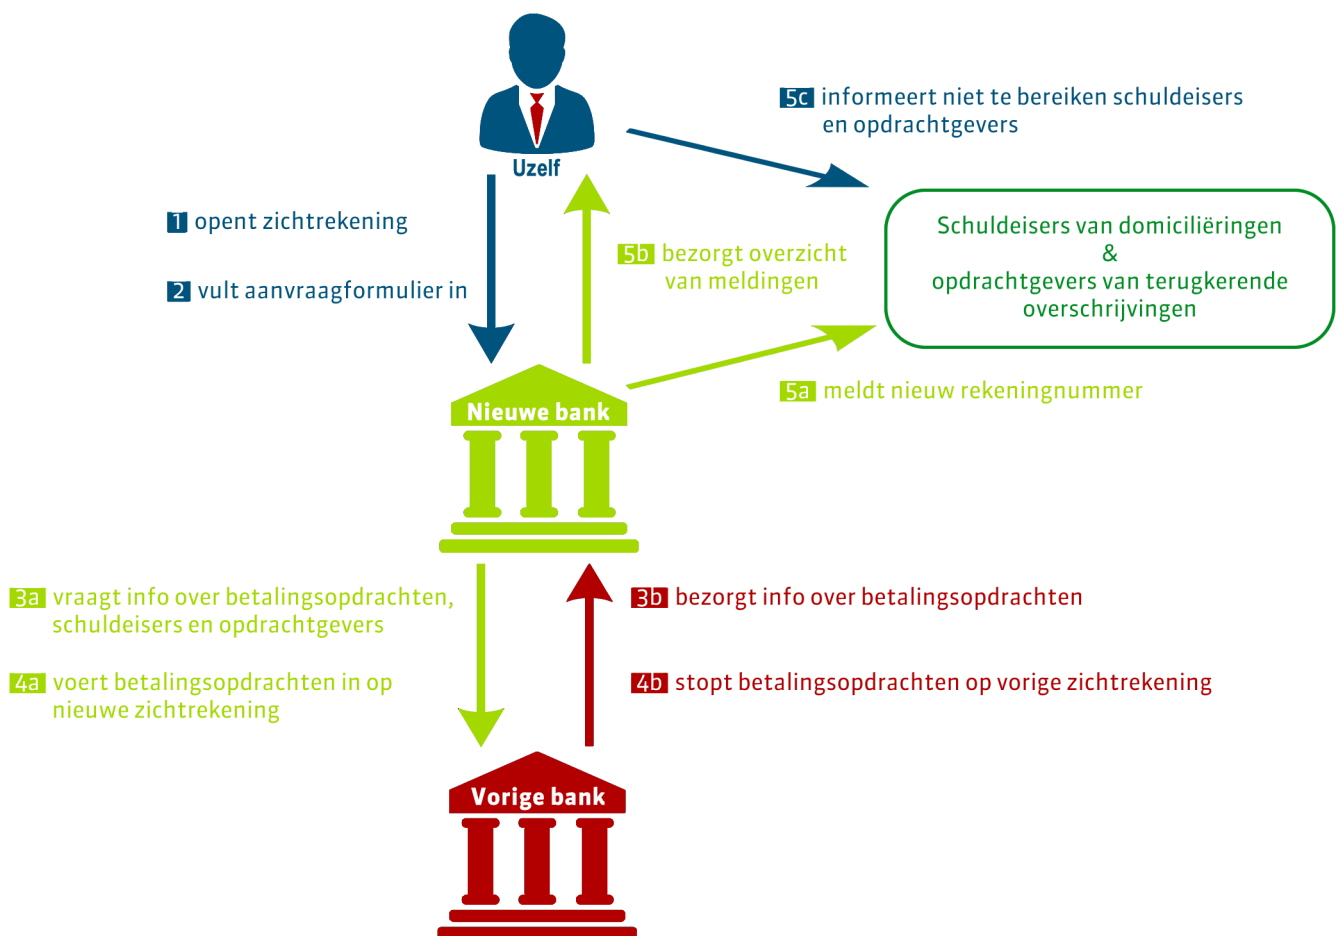 5c informeert niet te bereiken schuldeisers
en opdrachtgevers
Uzelf
1 opent zichtrekening
2 vult aanvraagformulier in
5b bezorgt overzicht
van meldingen
Schuldeisers van domiciliëringen
&
opdrachtgevers van terugkerende
overschrijvingen
5a meldt nieuw rekeningnummer
Nieuwe bank
3a vraagt info over betalingsopdrachten,
schuldeisers en opdrachtgevers
3b bezorgt info over betalingsopdrachten
4a voert betalingsopdrachten in op
nieuwe zichtrekening
4b stopt betalingsopdrachten op vorige zichtrekening
Vorige bank